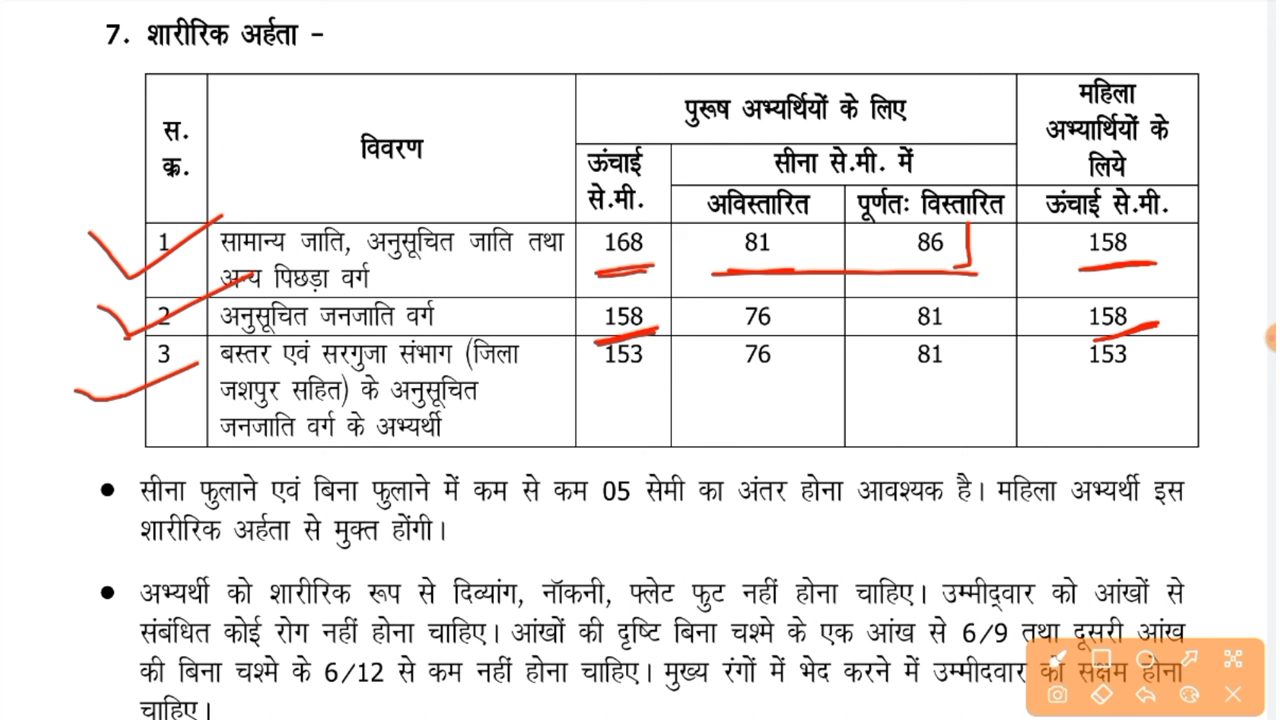 7. शारीरिक अर्हता –
स. क्र. विवरण पुरूष अभ्यर्थियों के लिए महिला अभ्यार्थियों के लिये
ऊंचाई से.मी. सीना से.मी. में
अविस्तारित पूर्णतः विस्तारित ऊंचाई से.मी.
1 सामान्य जाति, अनुसूचित जाति तथा 168 81 86 158
अन्य पिछड़ा वर्ग
2 अनुसूचित जनजाति वर्ग 158 76 81 158
3 बस्तर एवं सरगुजा संभाग (जिला 153 76 81 153
जशपुर सहित) के अनुसूचित
जनजाति वर्ग के अभ्यर्थी
• सीना फुलाने एवं बिना फुलाने में कम से कम 05 सेमी का अंतर होना आवश्यक है। महिला अभ्यर्थी इस
शारीरिक अर्हता से मुक्त होंगी।
• अभ्यर्थी को शारीरिक रूप से दिव्यांग, नॉकनी, फ्लेट फुट नहीं होना चाहिए। उम्मीद्वार को आंखों से
संबंधित कोई रोग नहीं होना चाहिए। आंखों की दृष्टि बिना चश्मे के एक आंख से 6/9 तथा दूसरी आंख
की बिना चश्मे के 6/12 से कम नहीं होना चाहिए। मुख्य रंगों में भेद करने में उम्मीदवार को सक्षम होना
चाहिए।